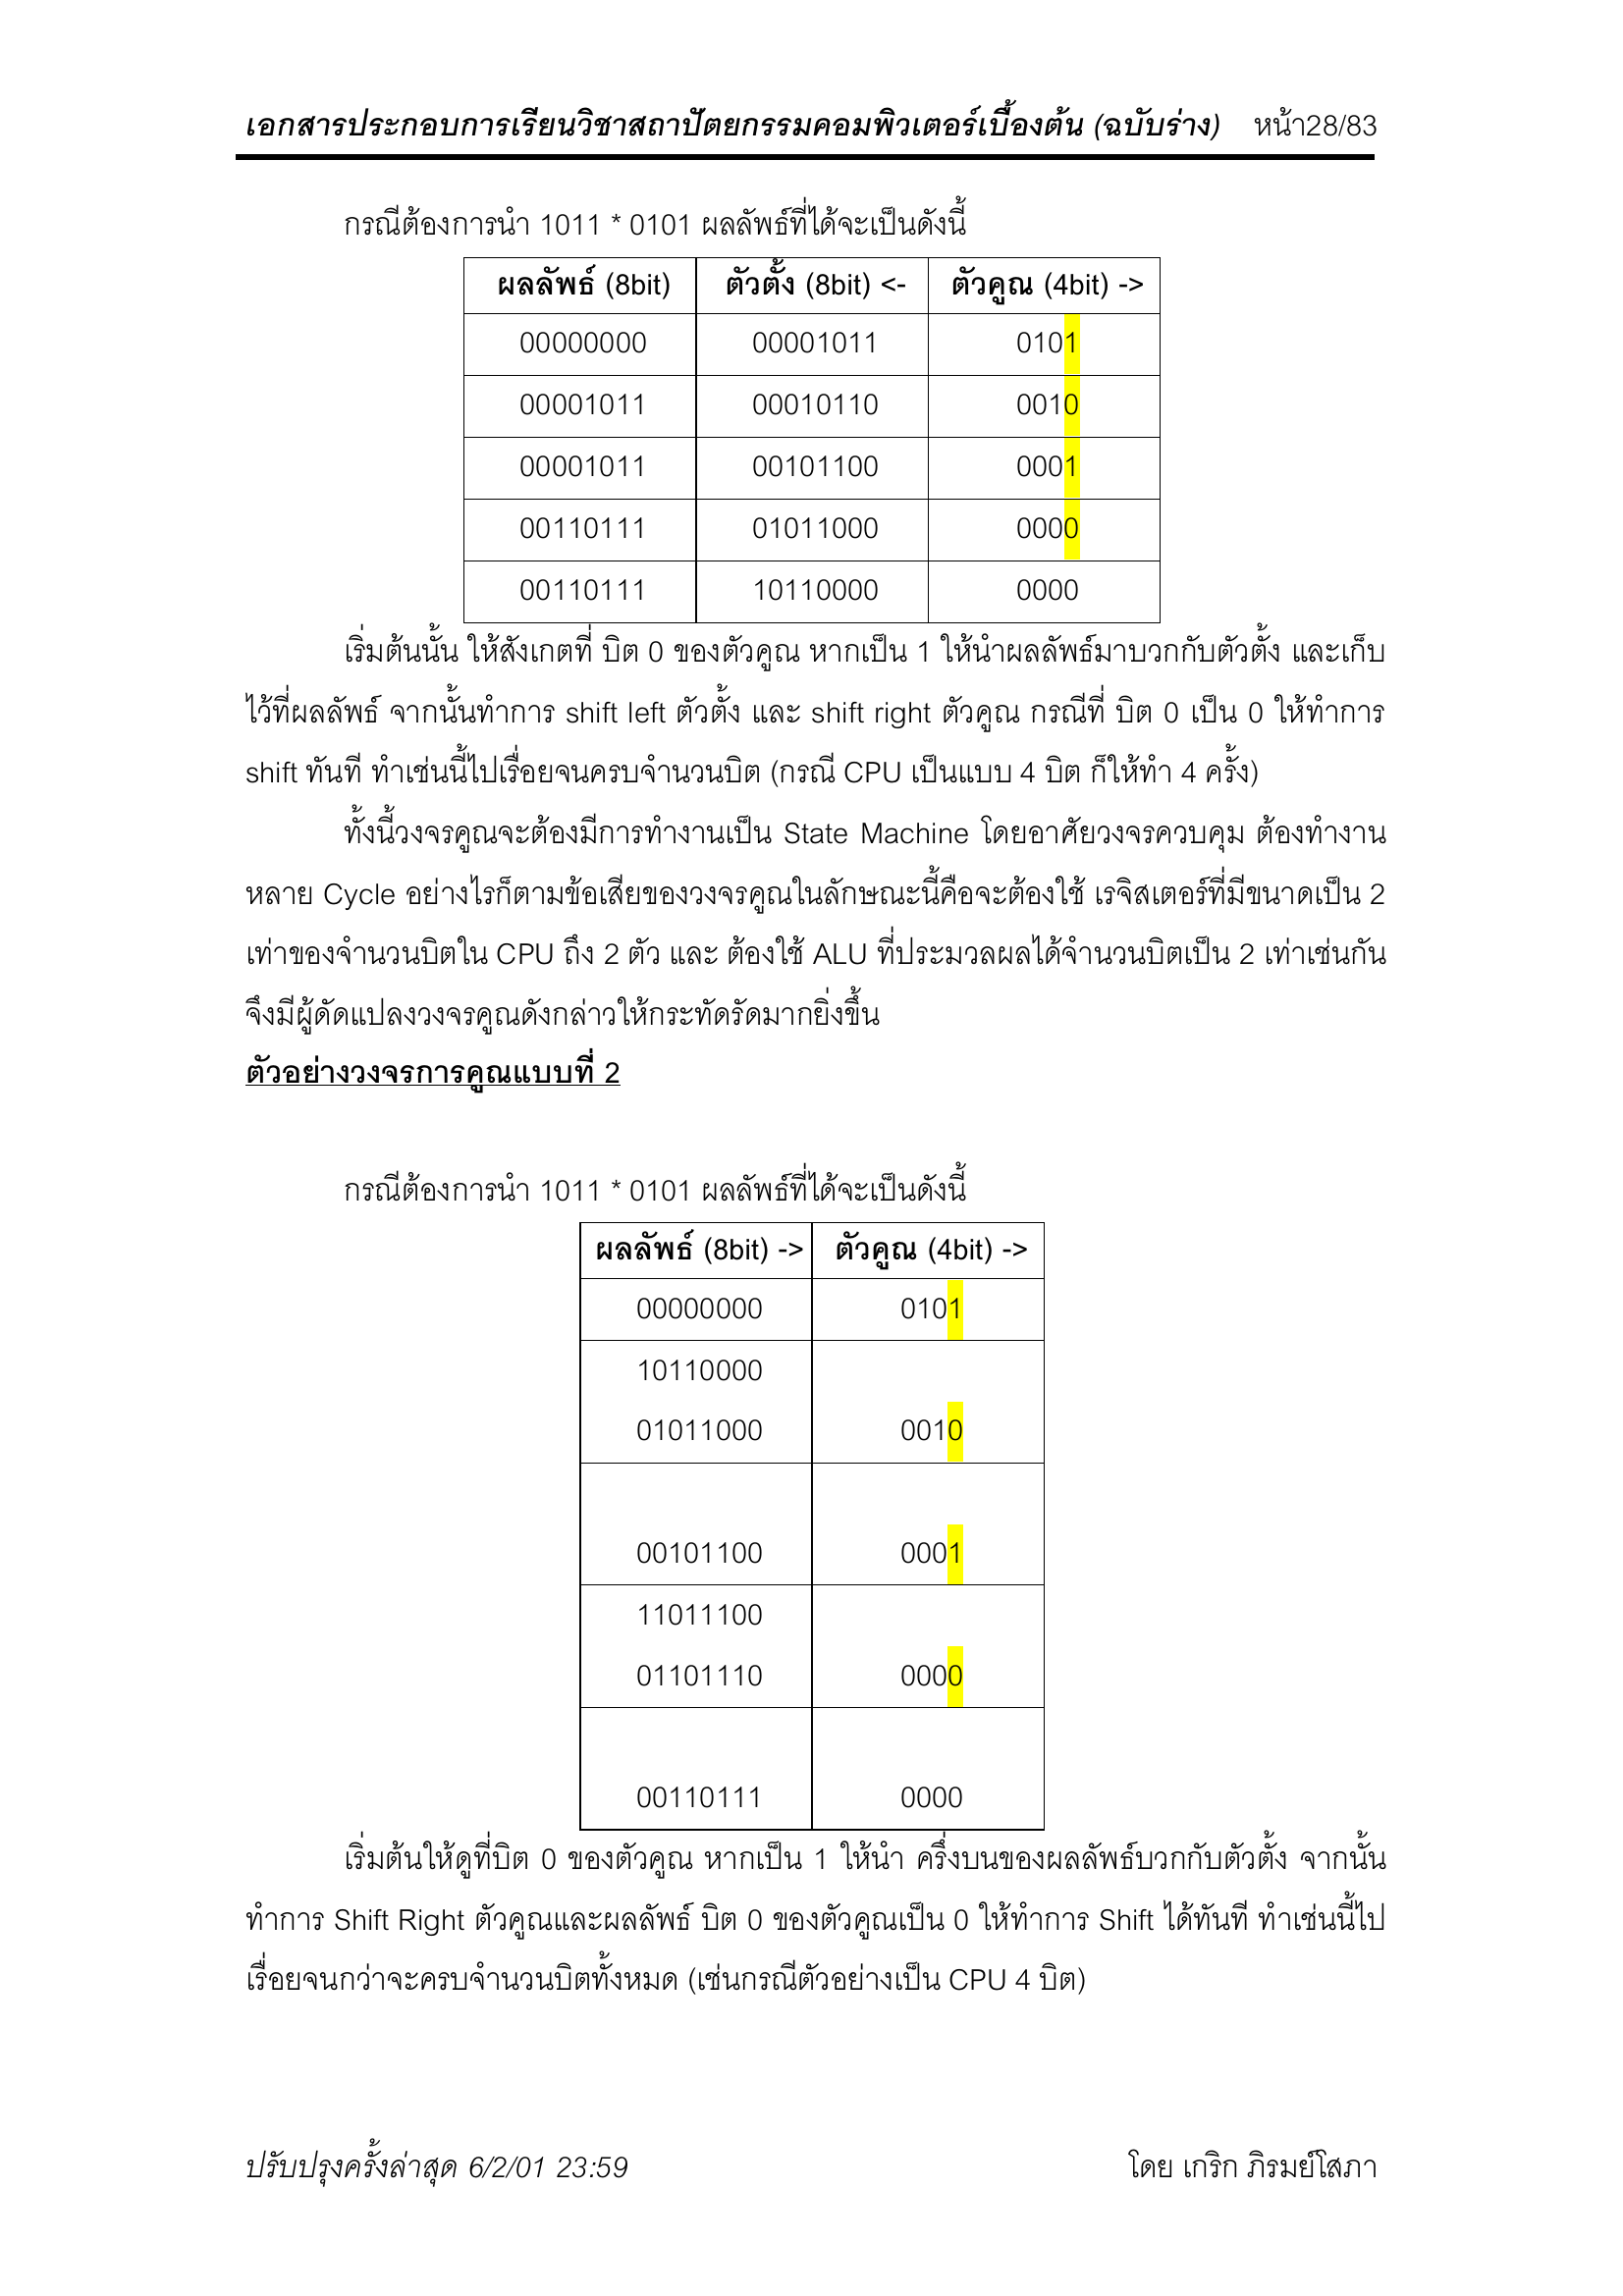 เอกสารประกอบการเรียนวิชาสถาปัตยกรรมคอมพิวเตอร์เบื้องต้น (ฉบับร่าง) หน้า28/83
กรณีต้องการนำ 1011 * 0101 ผลลัพธ์ที่ได้จะเป็นดังนี้
ผลลัพธ์ (8bit) ตัวตั้ง (8bit) <- ตัวคูณ (4bit) ->
00000000 00001011 0101
00001011 00010110 0010
00001011 00101100 0001
00110111 01011000 0000
00110111 10110000 0000
เริ่มต้นนั้น ให้สังเกตที่ บิต 0 ของตัวคูณ หากเป็น 1 ให้นำผลลัพธ์มาบวกกับตัวตั้ง และเก็บ
ไว้ที่ผลลัพธ์ จากนั้นทำการ shift left ตัวตั้ง และ shift right ตัวคูณ กรณีที่ บิต 0 เป็น 0 ให้ทำการ
shift ทันที ทำเช่นนี้ไปเรื่อยจนครบจำนวนบิต (กรณี CPU เป็นแบบ 4 บิต ก็ให้ทำ 4 ครั้ง)
ทั้งนี้วงจรคูณจะต้องมีการทำงานเป็น State Machine โดยอาศัยวงจรควบคุม ต้องทำงาน
หลาย Cycle อย่างไรก็ตามข้อเสียของวงจรคูณในลักษณะนี้คือจะต้องใช้ เรจิสเตอร์ที่มีขนาดเป็น 2
เท่าของจำนวนบิตใน CPU ถึง 2 ตัว และ ต้องใช้ ALU ที่ประมวลผลได้จำนวนบิตเป็น 2 เท่าเช่นกัน
จึงมีผู้ดัดแปลงวงจรคูณดังกล่าวให้กระทัดรัดมากยิ่งขึ้น
ตัวอย่างวงจรการคูณแบบที่ 2
กรณีต้องการนำ 1011 * 0101 ผลลัพธ์ที่ได้จะเป็นดังนี้
ผลลัพธ์ (8bit) -> ตัวคูณ (4bit) ->
00000000 0101
10110000
01011000 0010
00101100 0001
11011100
01101110 0000
00110111 0000
เริ่มต้นให้ดูที่บิต 0 ของตัวคูณ หากเป็น 1 ให้นำ ครึ่งบนของผลลัพธ์บวกกับตัวตั้ง จากนั้น
ทำการ Shift Right ตัวคูณและผลลัพธ์ บิต 0 ของตัวคูณเป็น 0 ให้ทำการ Shift ได้ทันที ทำเช่นนี้ไป
เรื่อยจนกว่าจะครบจำนวนบิตทั้งหมด (เช่นกรณีตัวอย่างเป็น CPU 4 บิต)
ปรับปรุงครั้งล่าสุด 6/2/01 23:59 โดย เกริก ภิรมย์โสภา